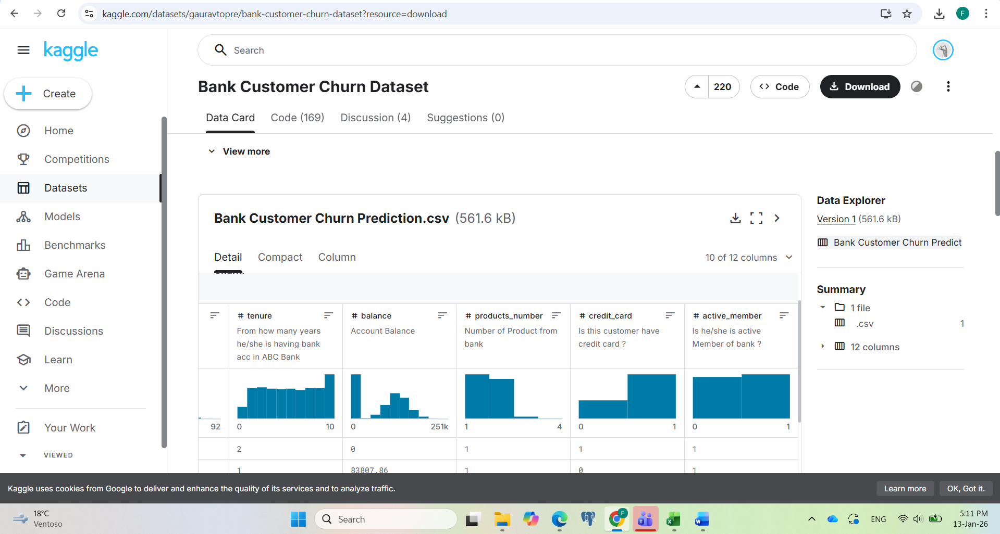 kaggle.com/datasets/gauravtopre/bank-customer-churn-dataset?resource=download
F
kaggle
Search
Create
Home
Competitions
Datasets
Models
Benchmarks
Game Arena
Code
Discussions
Learn
More
Your Work
VIEWED
Bank Customer Churn Dataset
220
Code
Download
Data Card
Code (169)
Discussion (4)
Suggestions (0)
View more
Bank Customer Churn Prediction.csv (561.6 kB)
Detail
Compact
Column
10 of 12 columns
# tenure
From how many years
he/she is having bank
acc in ABC Bank
# balance
Account Balance
# products_number
Number of Product from
bank
# credit_card
Is this customer have
credit card ?
# active_member
Is he/she is active
Member of bank ?
92
0 10
0 251k
1 4
0 1
0 1
2 0 1 1 1
1 83807.86 1 0 1
Data Explorer
Version 1 (561.6 kB)
Bank Customer Churn Predict
Summary
1 file
.csv 1
12 columns
Kaggle uses cookies from Google to deliver and enhance the quality of its services and to analyze traffic.
Learn more
OK, Got it.
18°C
Ventoso
Search
F
T
X
W
ENG
5:11 PM
13-Jan-26